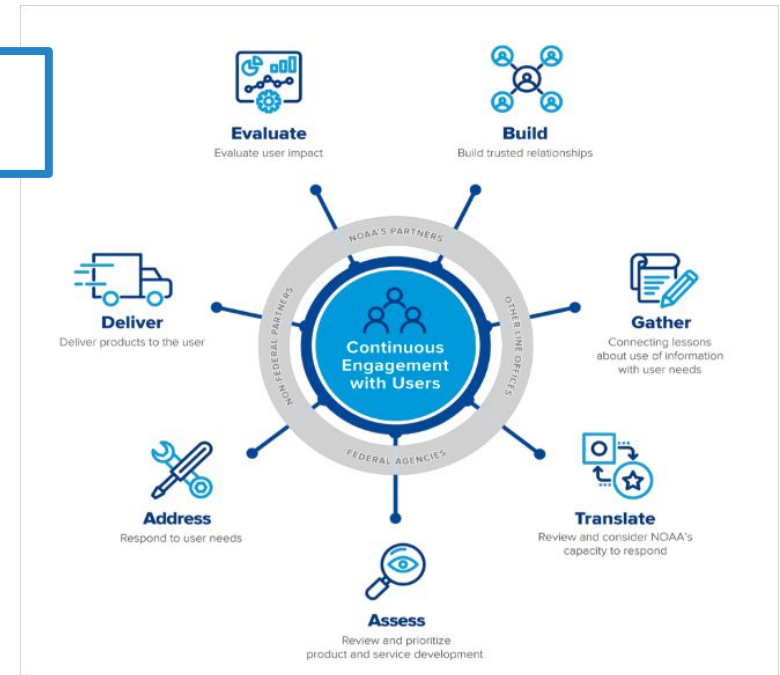 Evaluate
Evaluate user impact
Build
Build trusted relationships
NOAA'S PARTNERS
Deliver
Deliver products to the user
NON-FEDERAL PARTNERS
Continuous
Engagement
with Users
OTHER LINE OFFICES
Gather
Connecting lessons
about use of information
with user needs
FEDERAL AGENCIES
Address
Respond to user needs
Translate
Review and consider NOAA's
capacity to respond
Assess
Review and prioritize
product and service development